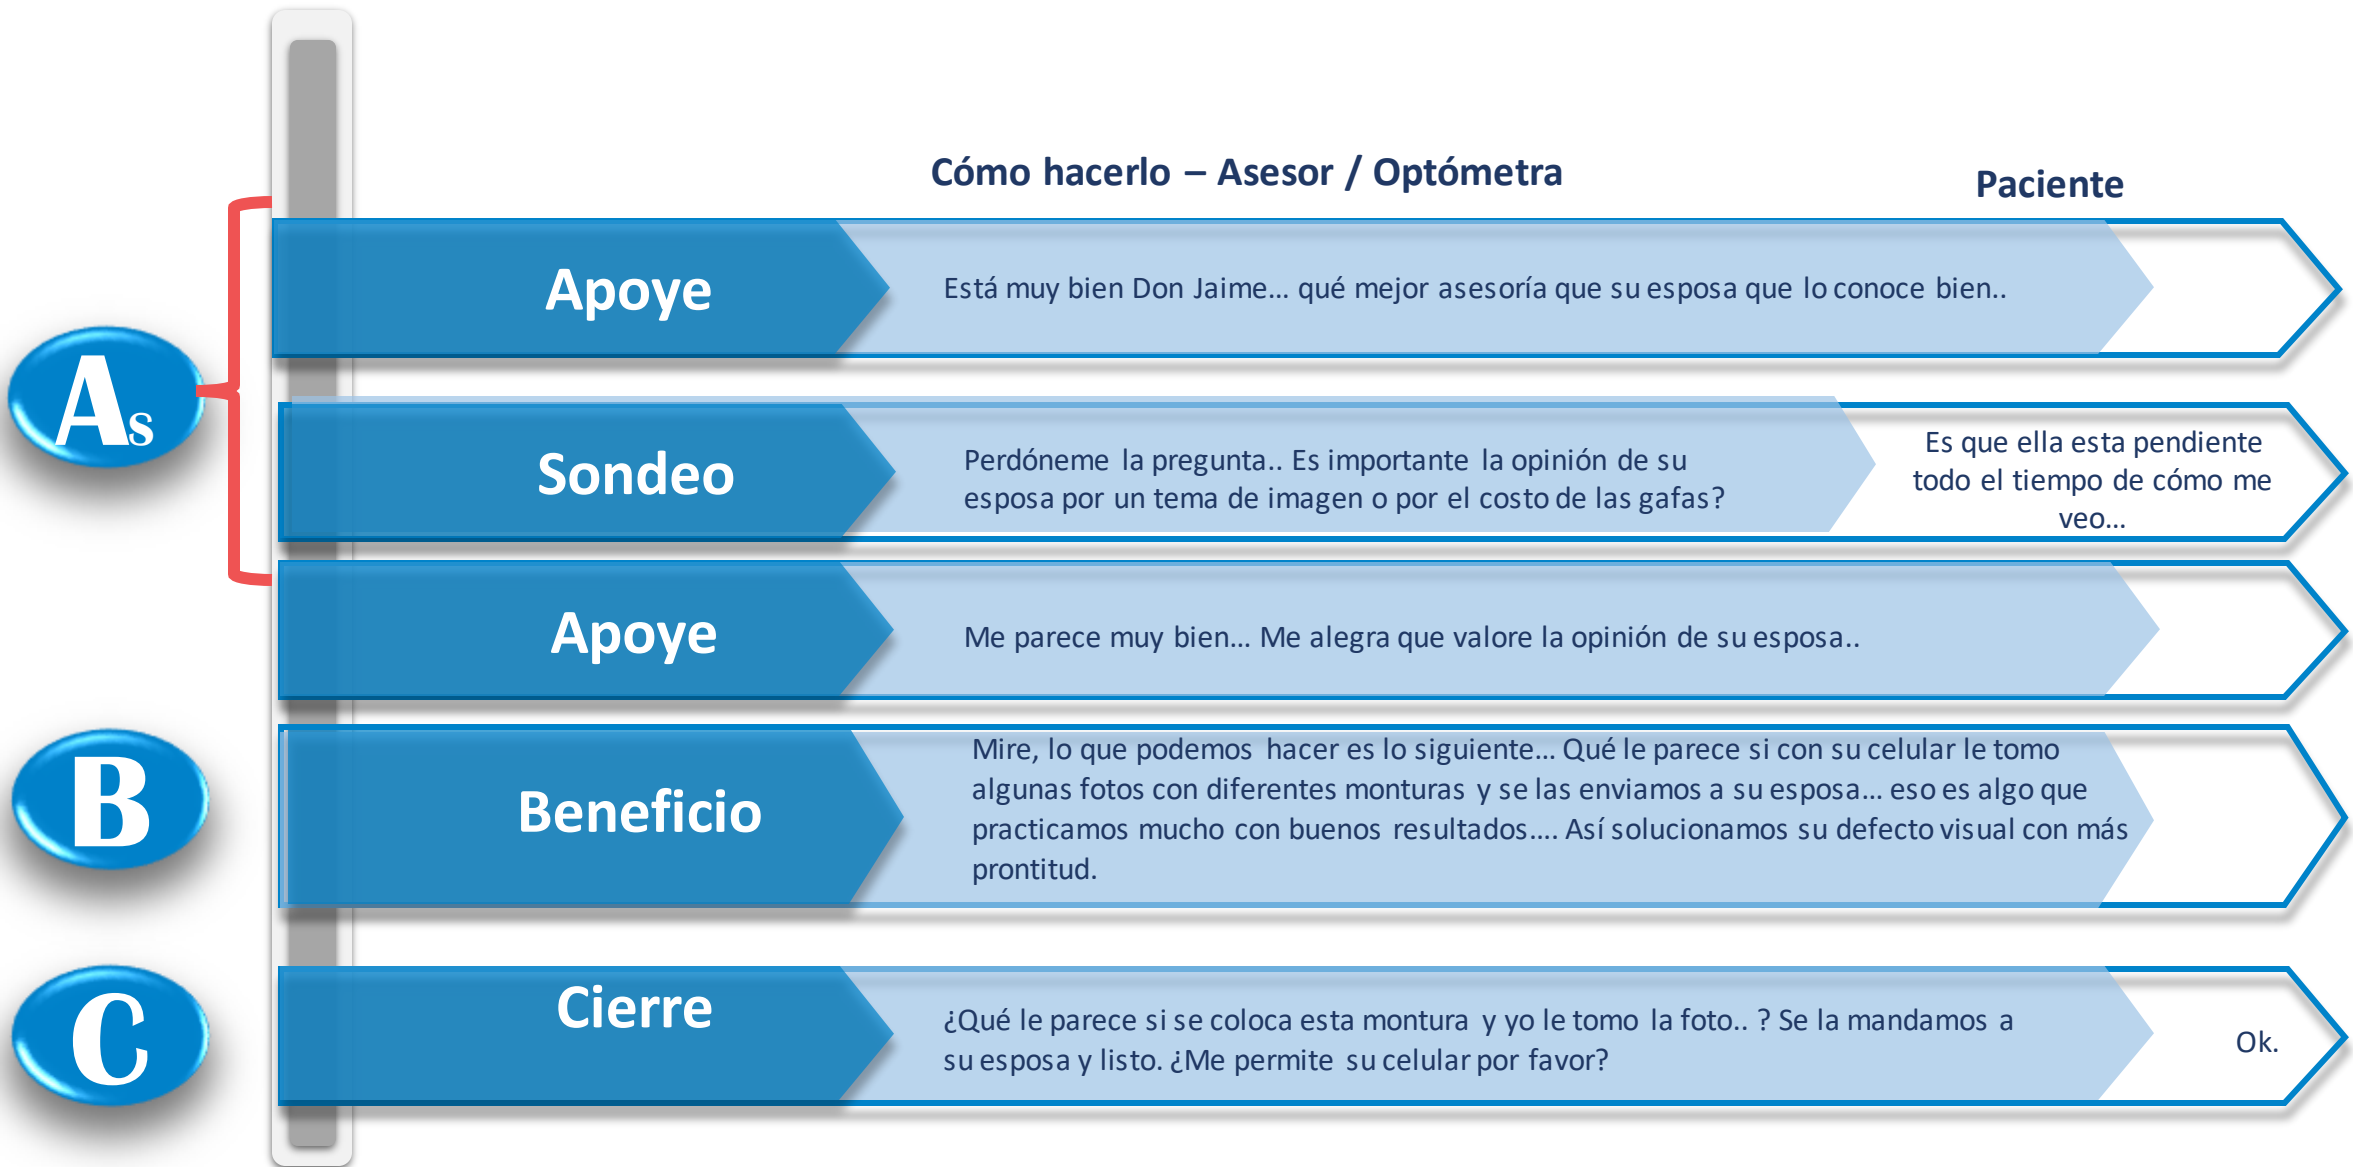 Cómo hacerlo – Asesor / Optómetra
Paciente
As
Apoye
Está muy bien Don Jaime... qué mejor asesoría que su esposa que lo conoce bien..
Sondeo
Perdóneme la pregunta.. Es importante la opinión de su
esposa por un tema de imagen o por el costo de las gafas?
Es que ella esta pendiente
todo el tiempo de cómo me
veo...
Apoye
Me parece muy bien... Me alegra que valore la opinión de su esposa..
B
Beneficio
Mire, lo que podemos hacer es lo siguiente... Qué le parece si con su celular le tomo
algunas fotos con diferentes monturas y se las enviamos a su esposa... eso es algo que
practicamos mucho con buenos resultados.... Así solucionamos su defecto visual con más
prontitud.
C
Cierre
¿Qué le parece si se coloca esta montura y yo le tomo la foto.. ? Se la mandamos a
su esposa y listo. ¿Me permite su celular por favor?
Ok.